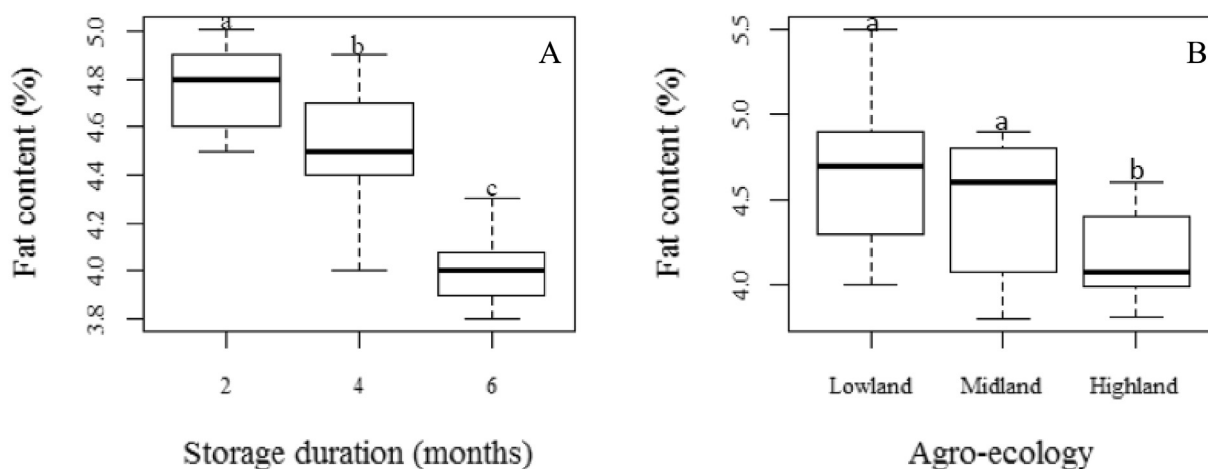 A
Fat content (%)
5.0
4.8
4.6
4.4
4.2
4.0
3.8
a
b
c
2
4
6
Storage duration (months)
B
Fat content (%)
5.5
5.0
4.5
4.0
a
a
b
Lowland
Midland
Highland
Agro-ecology